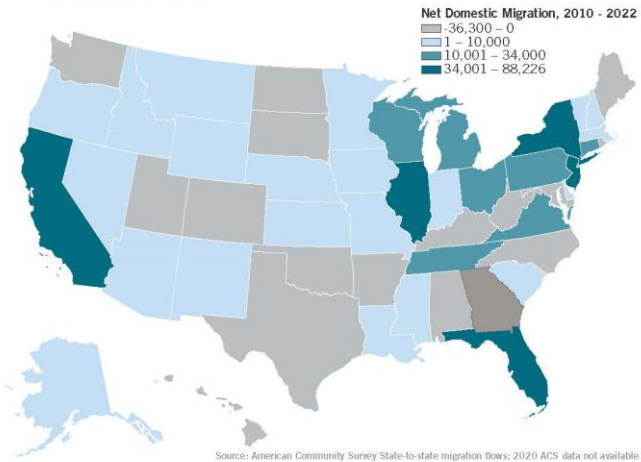 Net Domestic Migration, 2010 - 2022
-36,300 – 0
1 – 10,000
10,001 – 34,000
34,001 – 88,226
Source: American Community Survey State-to-state migration flows; 2020 ACS data not available